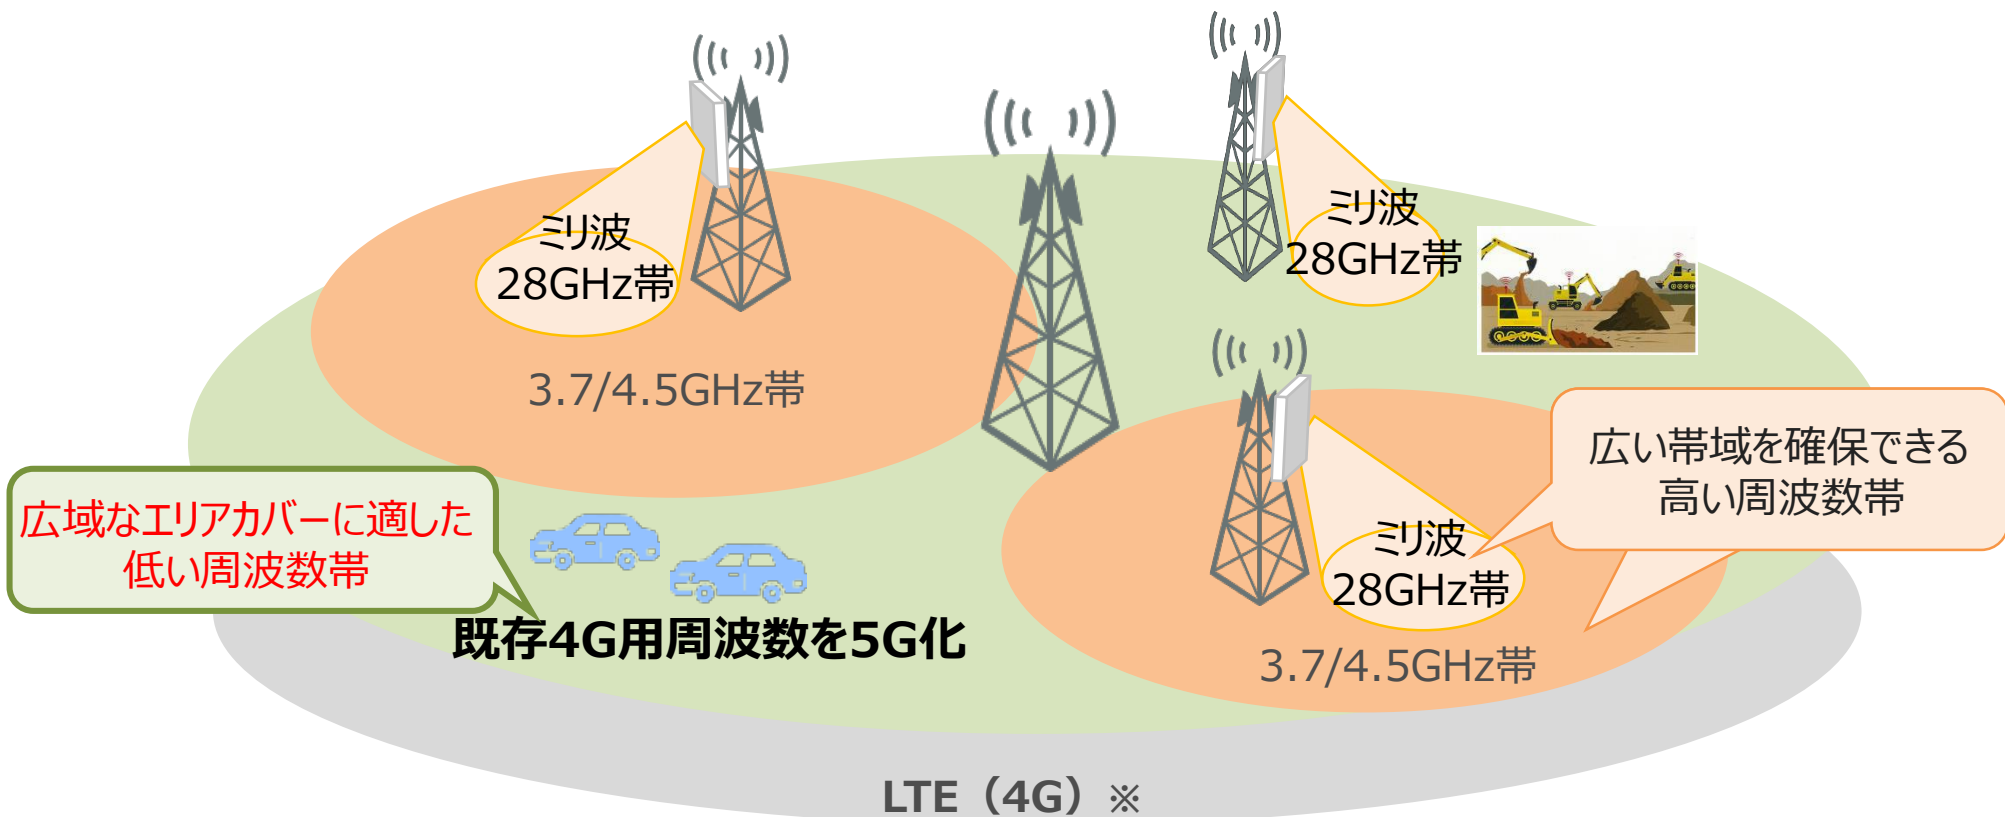 ミリ波
28GHz帯
ミリ波
28GHz帯
3.7/4.5GHz帯
広い帯域を確保できる
高い周波数帯
広域なエリアカバーに適した
低い周波数帯
ミリ波
28GHz帯
既存4G用周波数を5G化
3.7/4.5GHz帯
LTE（4G）※